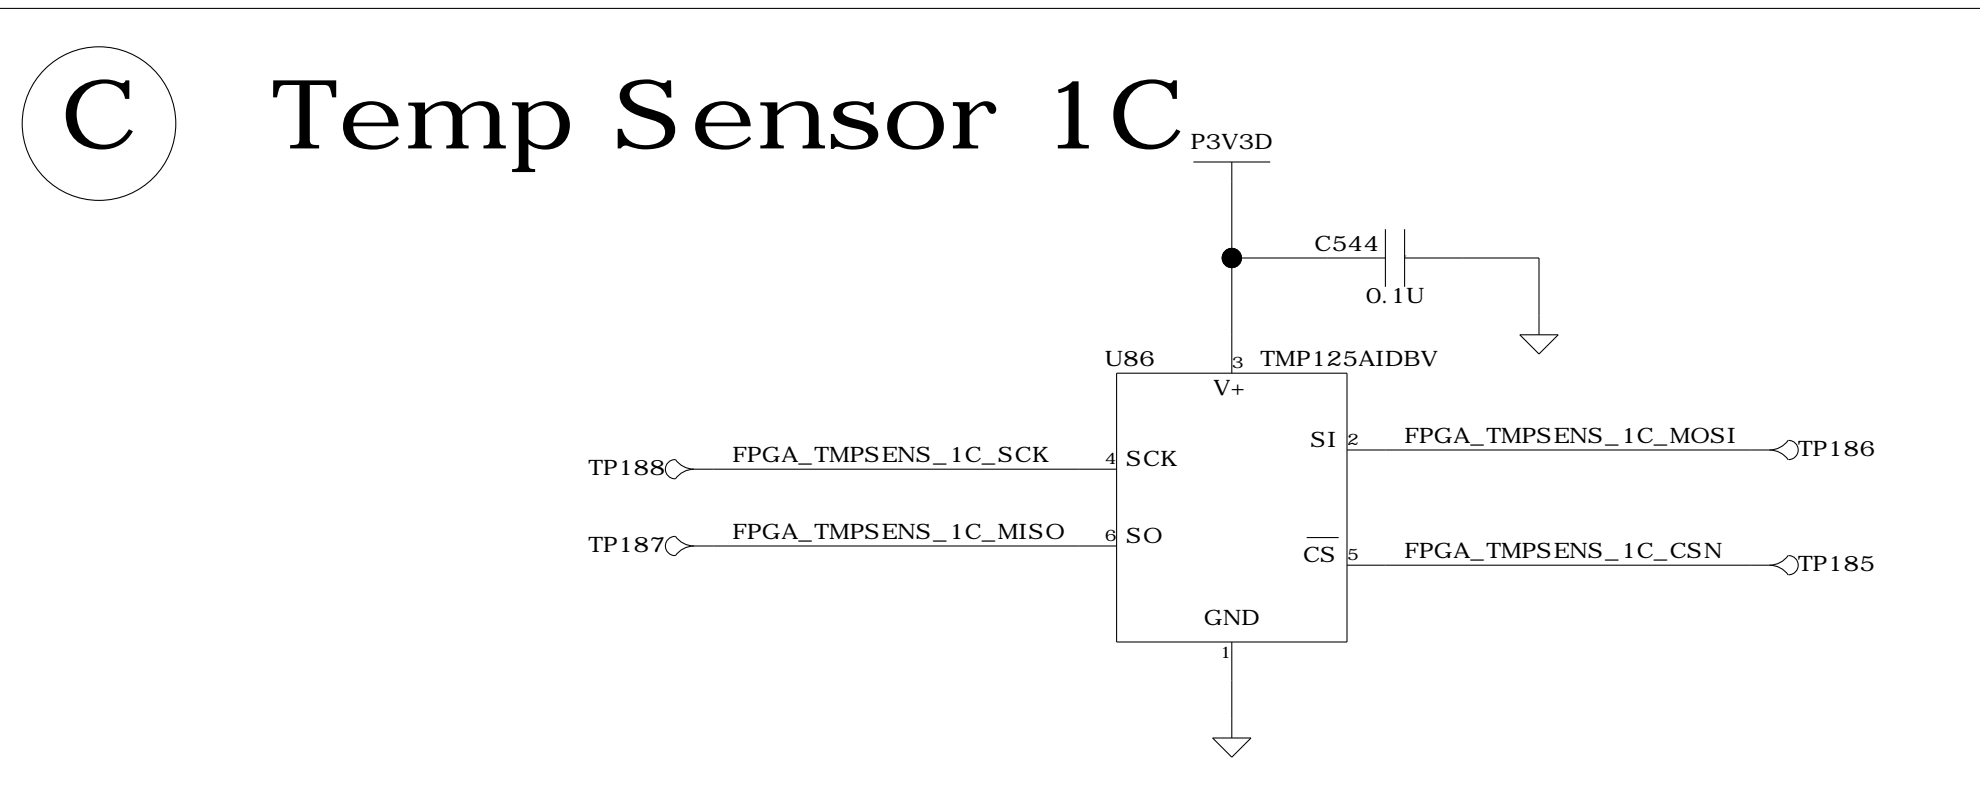 C Temp Sensor 1C
P3V3D
C544
0.1U
U86 3 TMP125AIDBV
V+
SI 2 FPGA_TMPSENS_1C_MOSI TP186
TP188 FPGA_TMPSENS_1C_SCK 4 SCK
TP187 FPGA_TMPSENS_1C_MISO 6 SO
CS 5 FPGA_TMPSENS_1C_CSN TP185
GND
1